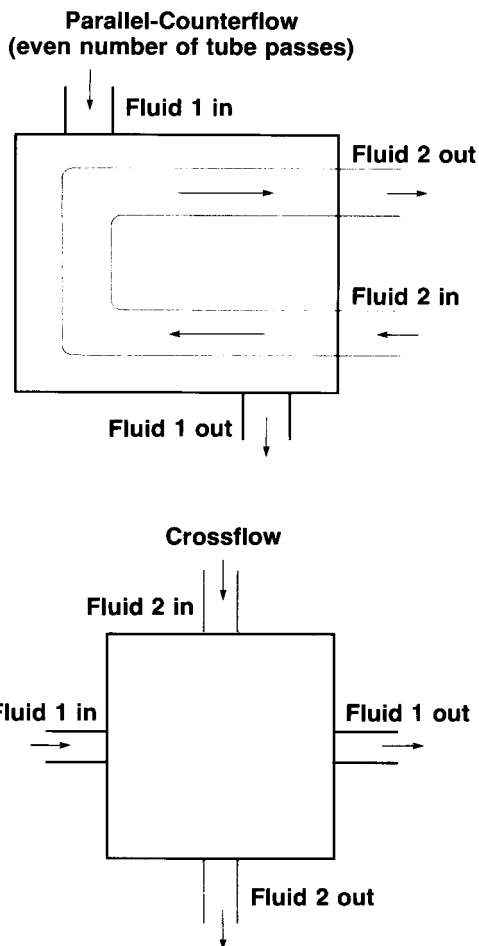 Parallel-Counterflow
(even number of tube passes)
Fluid 1 in
Fluid 2 out
Fluid 2 in
Fluid 1 out
Crossflow
Fluid 2 in
Fluid 1 in
Fluid 1 out
Fluid 2 out